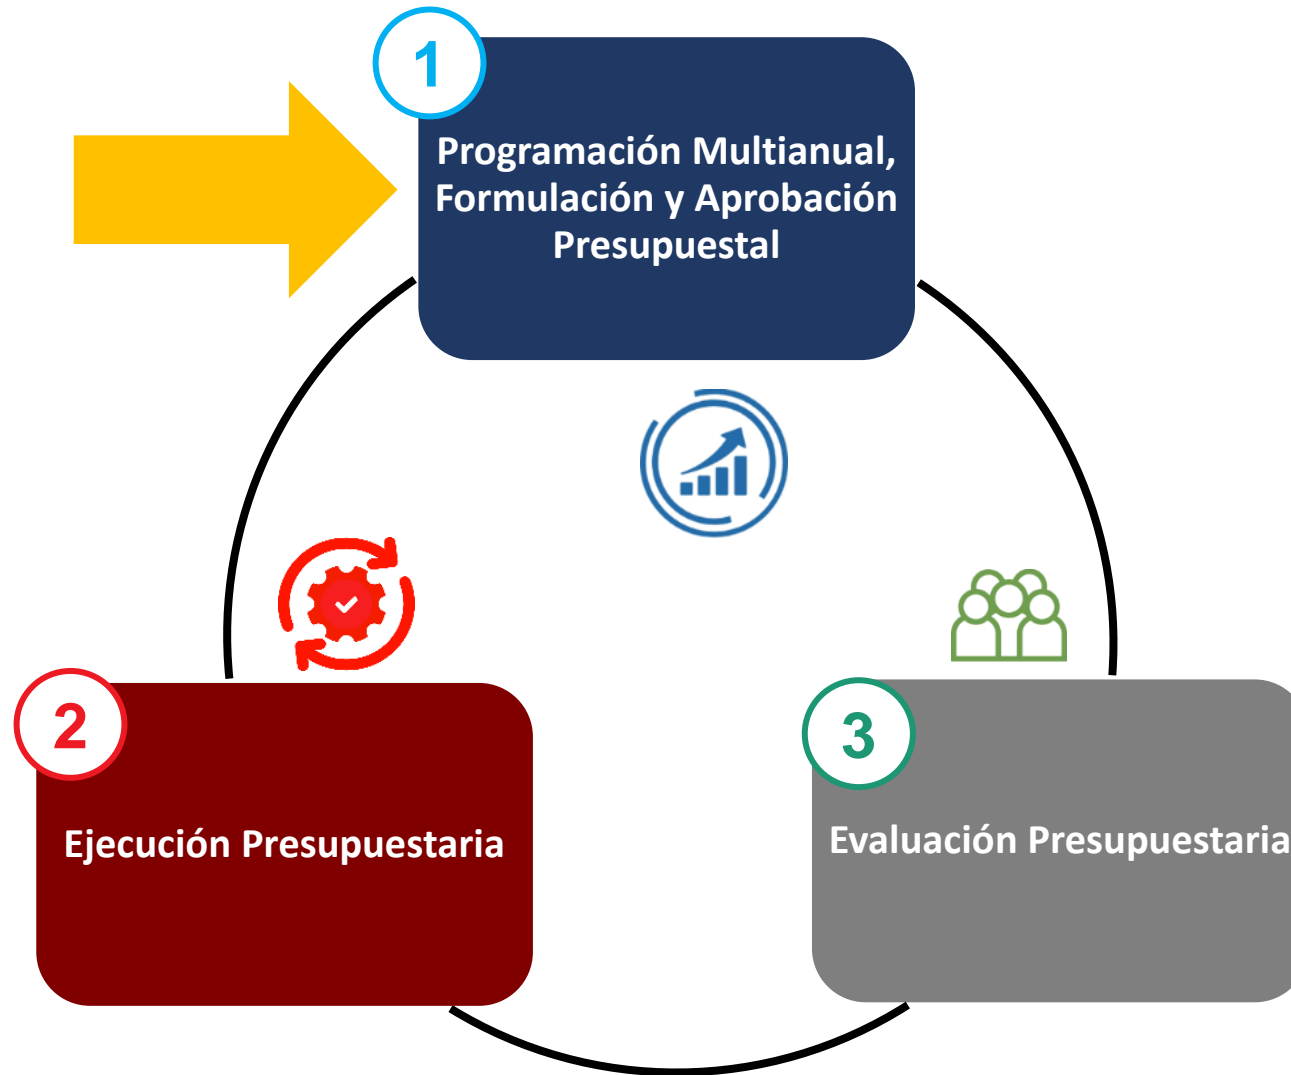 1
Programación Multianual,
Formulación y Aprobación
Presupuestal
2
Ejecución Presupuestaria
3
Evaluación Presupuestaria